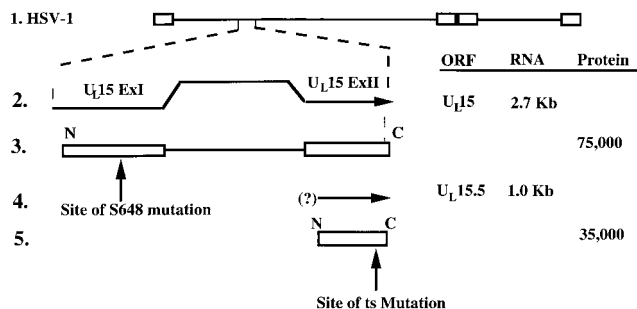 1. HSV-1
ORF RNA Protein
UL15 ExI UL15 ExII
2. UL15 2.7 Kb
N C
3. 75,000
Site of S648 mutation
4. (?) UL15.5 1.0 Kb
N C
5. 35,000
Site of ts Mutation